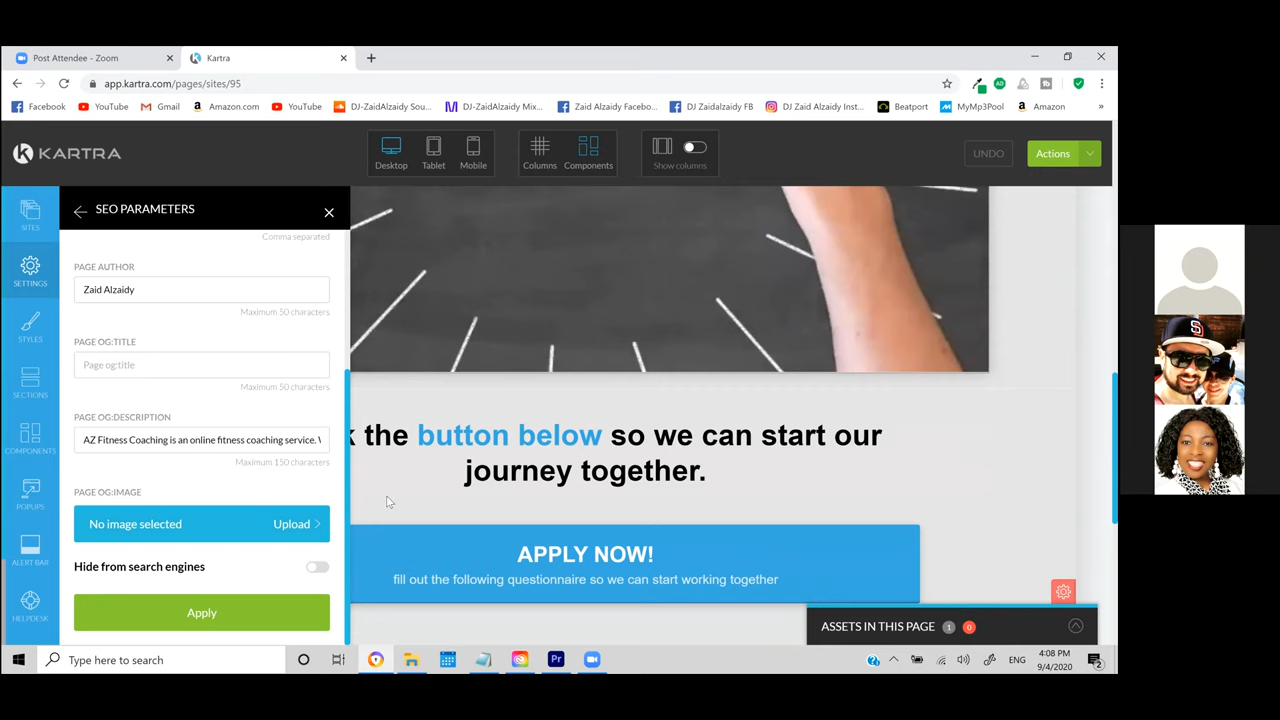 Post Attendee - Zoom
Kartra
app.kartra.com/pages/sites/95
Facebook
YouTube
Gmail
Amazon.com
YouTube
DJ-ZaidAlzaidy Sou...
DJ-ZaidAlzaidy Mix...
Zaid Alzaidy Facebo...
DJ Zaidalzaidy FB
DJ Zaid Alzaidy Inst...
Beatport
MyMp3Pool
Amazon
»
KARTRA
Desktop
Tablet
Mobile
Columns
Components
Show columns
UNDO
Actions
SITES
SETTINGS
STYLES
SECTIONS
COMPONENTS
POPUPS
ALERT BAR
HELPDESK
SEO PARAMETERS
Comma separated
PAGE AUTHOR
Zaid Alzaidy
Maximum 50 characters
PAGE OG:TITLE
Page og:title
Maximum 50 characters
PAGE OG:DESCRIPTION
AZ Fitness Coaching is an online fitness coaching service.
Maximum 150 characters
PAGE OG:IMAGE
No image selected
Upload
Hide from search engines
Apply
k the button below so we can start our
journey together.
APPLY NOW!
fill out the following questionnaire so we can start working together
ASSETS IN THIS PAGE 1 0
Type here to search
ENG
4:08 PM
9/4/2020
2